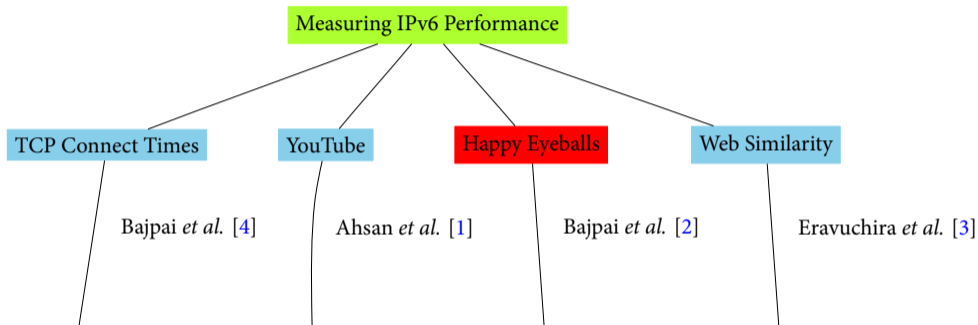 Measuring IPv6 Performance
TCP Connect Times
YouTube
Happy Eyeballs
Web Similarity
Bajpai et al. [4]
Ahsan et al. [1]
Bajpai et al. [2]
Eravuchira et al. [3]